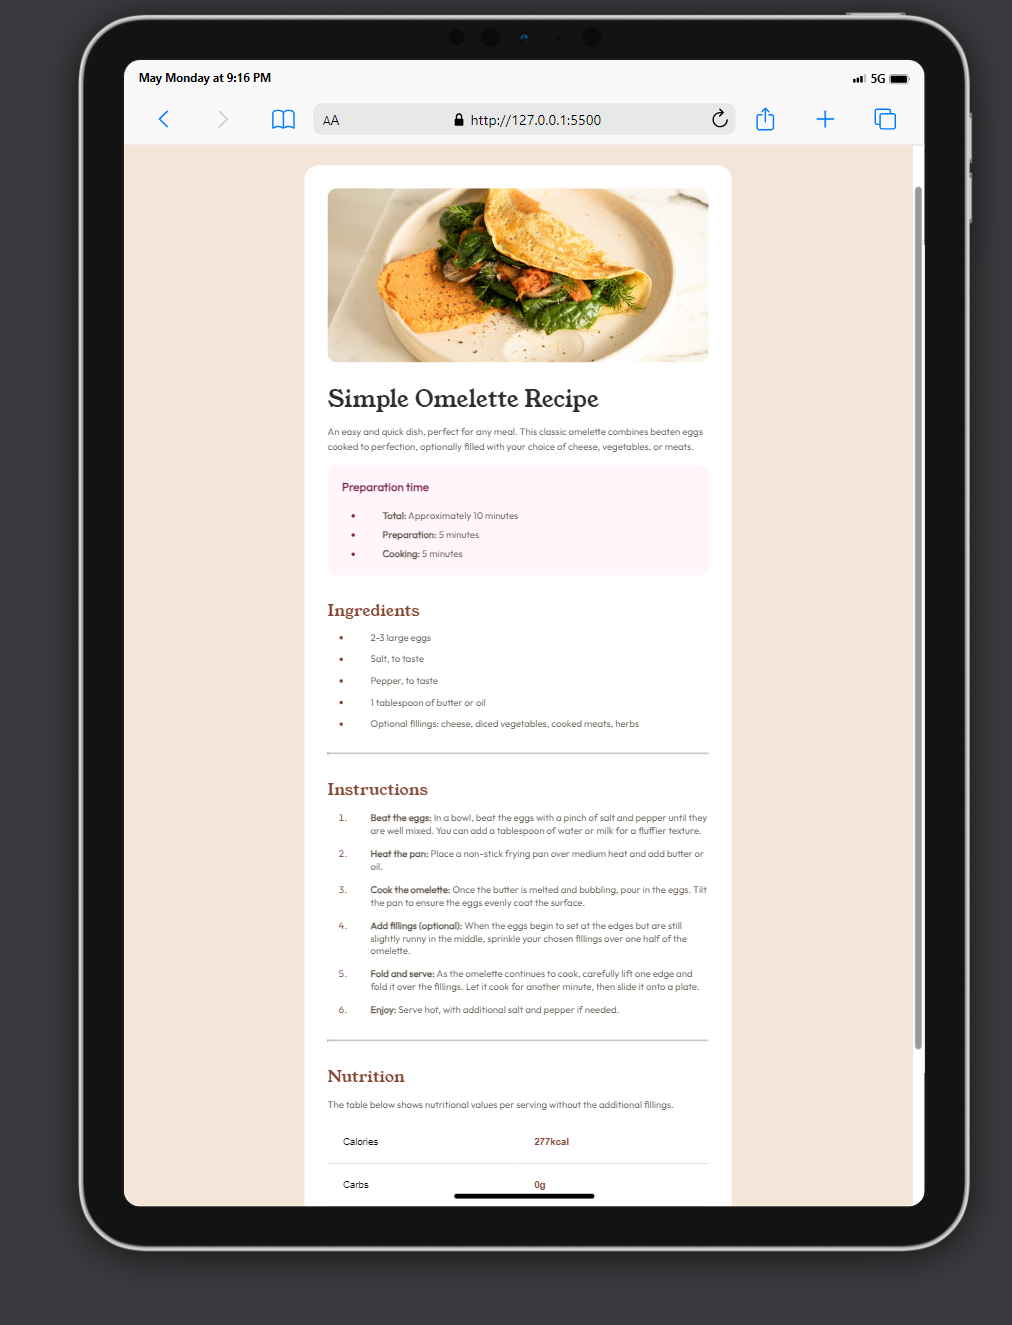 May Monday at 9:16 PM
5G
AA
http://127.0.0.1:5500
Simple Omelette Recipe
An easy and quick dish, perfect for any meal. This classic omelette combines beaten eggs
cooked to perfection, optionally filled with your choice of cheese, vegetables, or meats.
Preparation time
• Total: Approximately 10 minutes
• Preparation: 5 minutes
• Cooking: 5 minutes
Ingredients
• 2-3 large eggs
• Salt, to taste
• Pepper, to taste
• 1 tablespoon of butter or oil
• Optional fillings: cheese, diced vegetables, cooked meats, herbs
Instructions
1. Beat the eggs: In a bowl, beat the eggs with a pinch of salt and pepper until they
are well mixed. You can add a tablespoon of water or milk for a fluffier texture.
2. Heat the pan: Place a non-stick frying pan over medium heat and add butter or
oil.
3. Cook the omelette: Once the butter is melted and bubbling, pour in the eggs. Tilt
the pan to ensure the eggs evenly coat the surface.
4. Add fillings (optional): When the eggs begin to set at the edges but are still
slightly runny in the middle, sprinkle your chosen fillings over one half of the
omelette.
5. Fold and serve: As the omelette continues to cook, carefully lift one edge and
fold it over the fillings. Let it cook for another minute, then slide it onto a plate.
6. Enjoy: Serve hot, with additional salt and pepper if needed.
Nutrition
The table below shows nutritional values per serving without the additional fillings.
Calories 277kcal
Carbs 0g